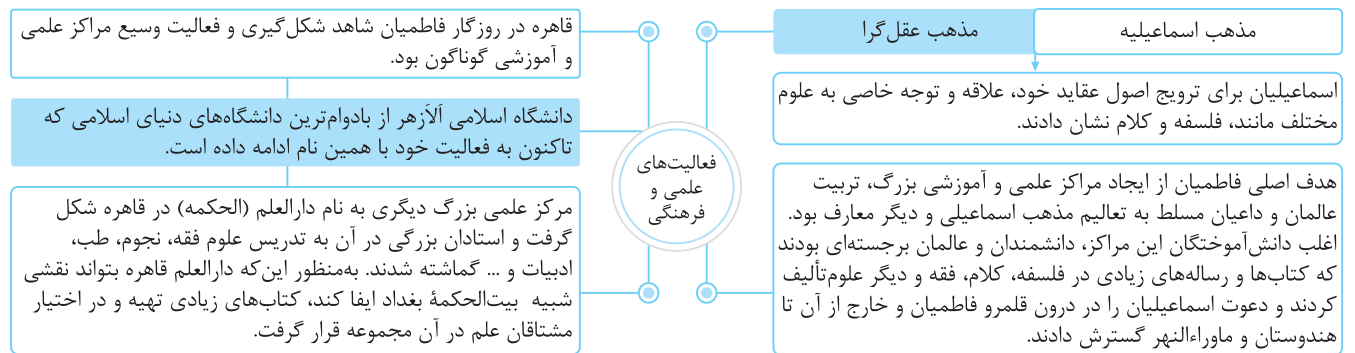 مذهب اسماعیلیه
مذهب عقل‌گرا
اسماعیلیان برای ترویج اصول عقاید خود، علاقه و توجه خاصی به علوم
مختلف مانند، فلسفه و کلام نشان دادند.
هدف اصلی فاطمیان از ایجاد مراکز علمی و آموزشی بزرگ، تربیت
عالمان و داعیان مسلط به تعالیم مذهب اسماعیلی و دیگر معارف بود.
اغلب دانش‌آموختگان این مراکز، دانشمندان و عالمان برجسته‌ای بودند
که کتاب‌ها و رساله‌های زیادی در فلسفه، کلام، فقه و دیگر علوم‌تألیف
کردند و دعوت اسماعیلیان را در درون قلمرو فاطمیان و خارج از آن تا
هندوستان و ماوراءالنهر گسترش دادند.
فعالیت‌های
علمی و
فرهنگی
قاهره در روزگار فاطمیان شاهد شکل‌گیری و فعالیت وسیع مراکز علمی
و آموزشی گوناگون بود.
دانشگاه اسلامی اَلاَزهر از بادوام‌ترین دانشگاه‌های دنیای اسلامی که
تاکنون به فعالیت خود با همین نام ادامه داده است.
مرکز علمی بزرگ دیگری به نام دارالعلم (الحکمه) در قاهره شکل
گرفت و استادان بزرگی در آن به تدریس علوم فقه، نجوم، طب،
ادبیات و ... گماشته شدند. به‌منظور این‌که دارالعلم قاهره بتواند نقشی
شبیه بیت‌الحکمهٔ بغداد ایفا کند، کتاب‌های زیادی تهیه و در اختیار
مشتاقان علم در آن مجموعه قرار گرفت.